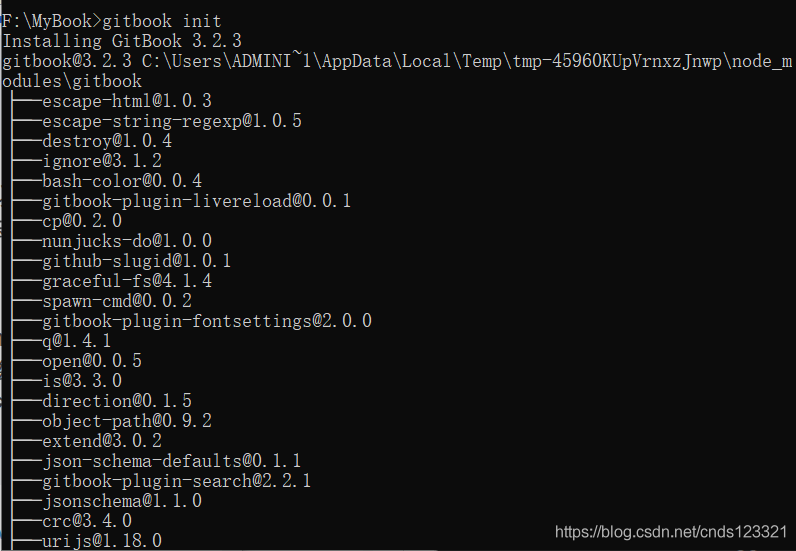 F:\MyBook>gitbook init
Installing GitBook 3.2.3
gitbook@3.2.3 C:\Users\ADMINI~1\AppData\Local\Temp\tmp-45960KUpVrnxzJnwp\node_m
odules\gitbook
├──escape-html@1.0.3
├──escape-string-regexp@1.0.5
├──destroy@1.0.4
├──ignore@3.1.2
├──bash-color@0.0.4
├──gitbook-plugin-livereload@0.0.1
├──cp@0.2.0
├──nunjucks-do@1.0.0
├──github-slugid@1.0.1
├──graceful-fs@4.1.4
├──spawn-cmd@0.0.2
├──gitbook-plugin-fontsettings@2.0.0
├──q@1.4.1
├──open@0.0.5
├──is@3.3.0
├──direction@0.1.5
├──object-path@0.9.2
├──extend@3.0.2
├──json-schema-defaults@0.1.1
├──gitbook-plugin-search@2.2.1
├──jsonschema@1.1.0
├──crc@3.4.0
├──urijs@1.18.0
https://blog.csdn.net/cnds123321